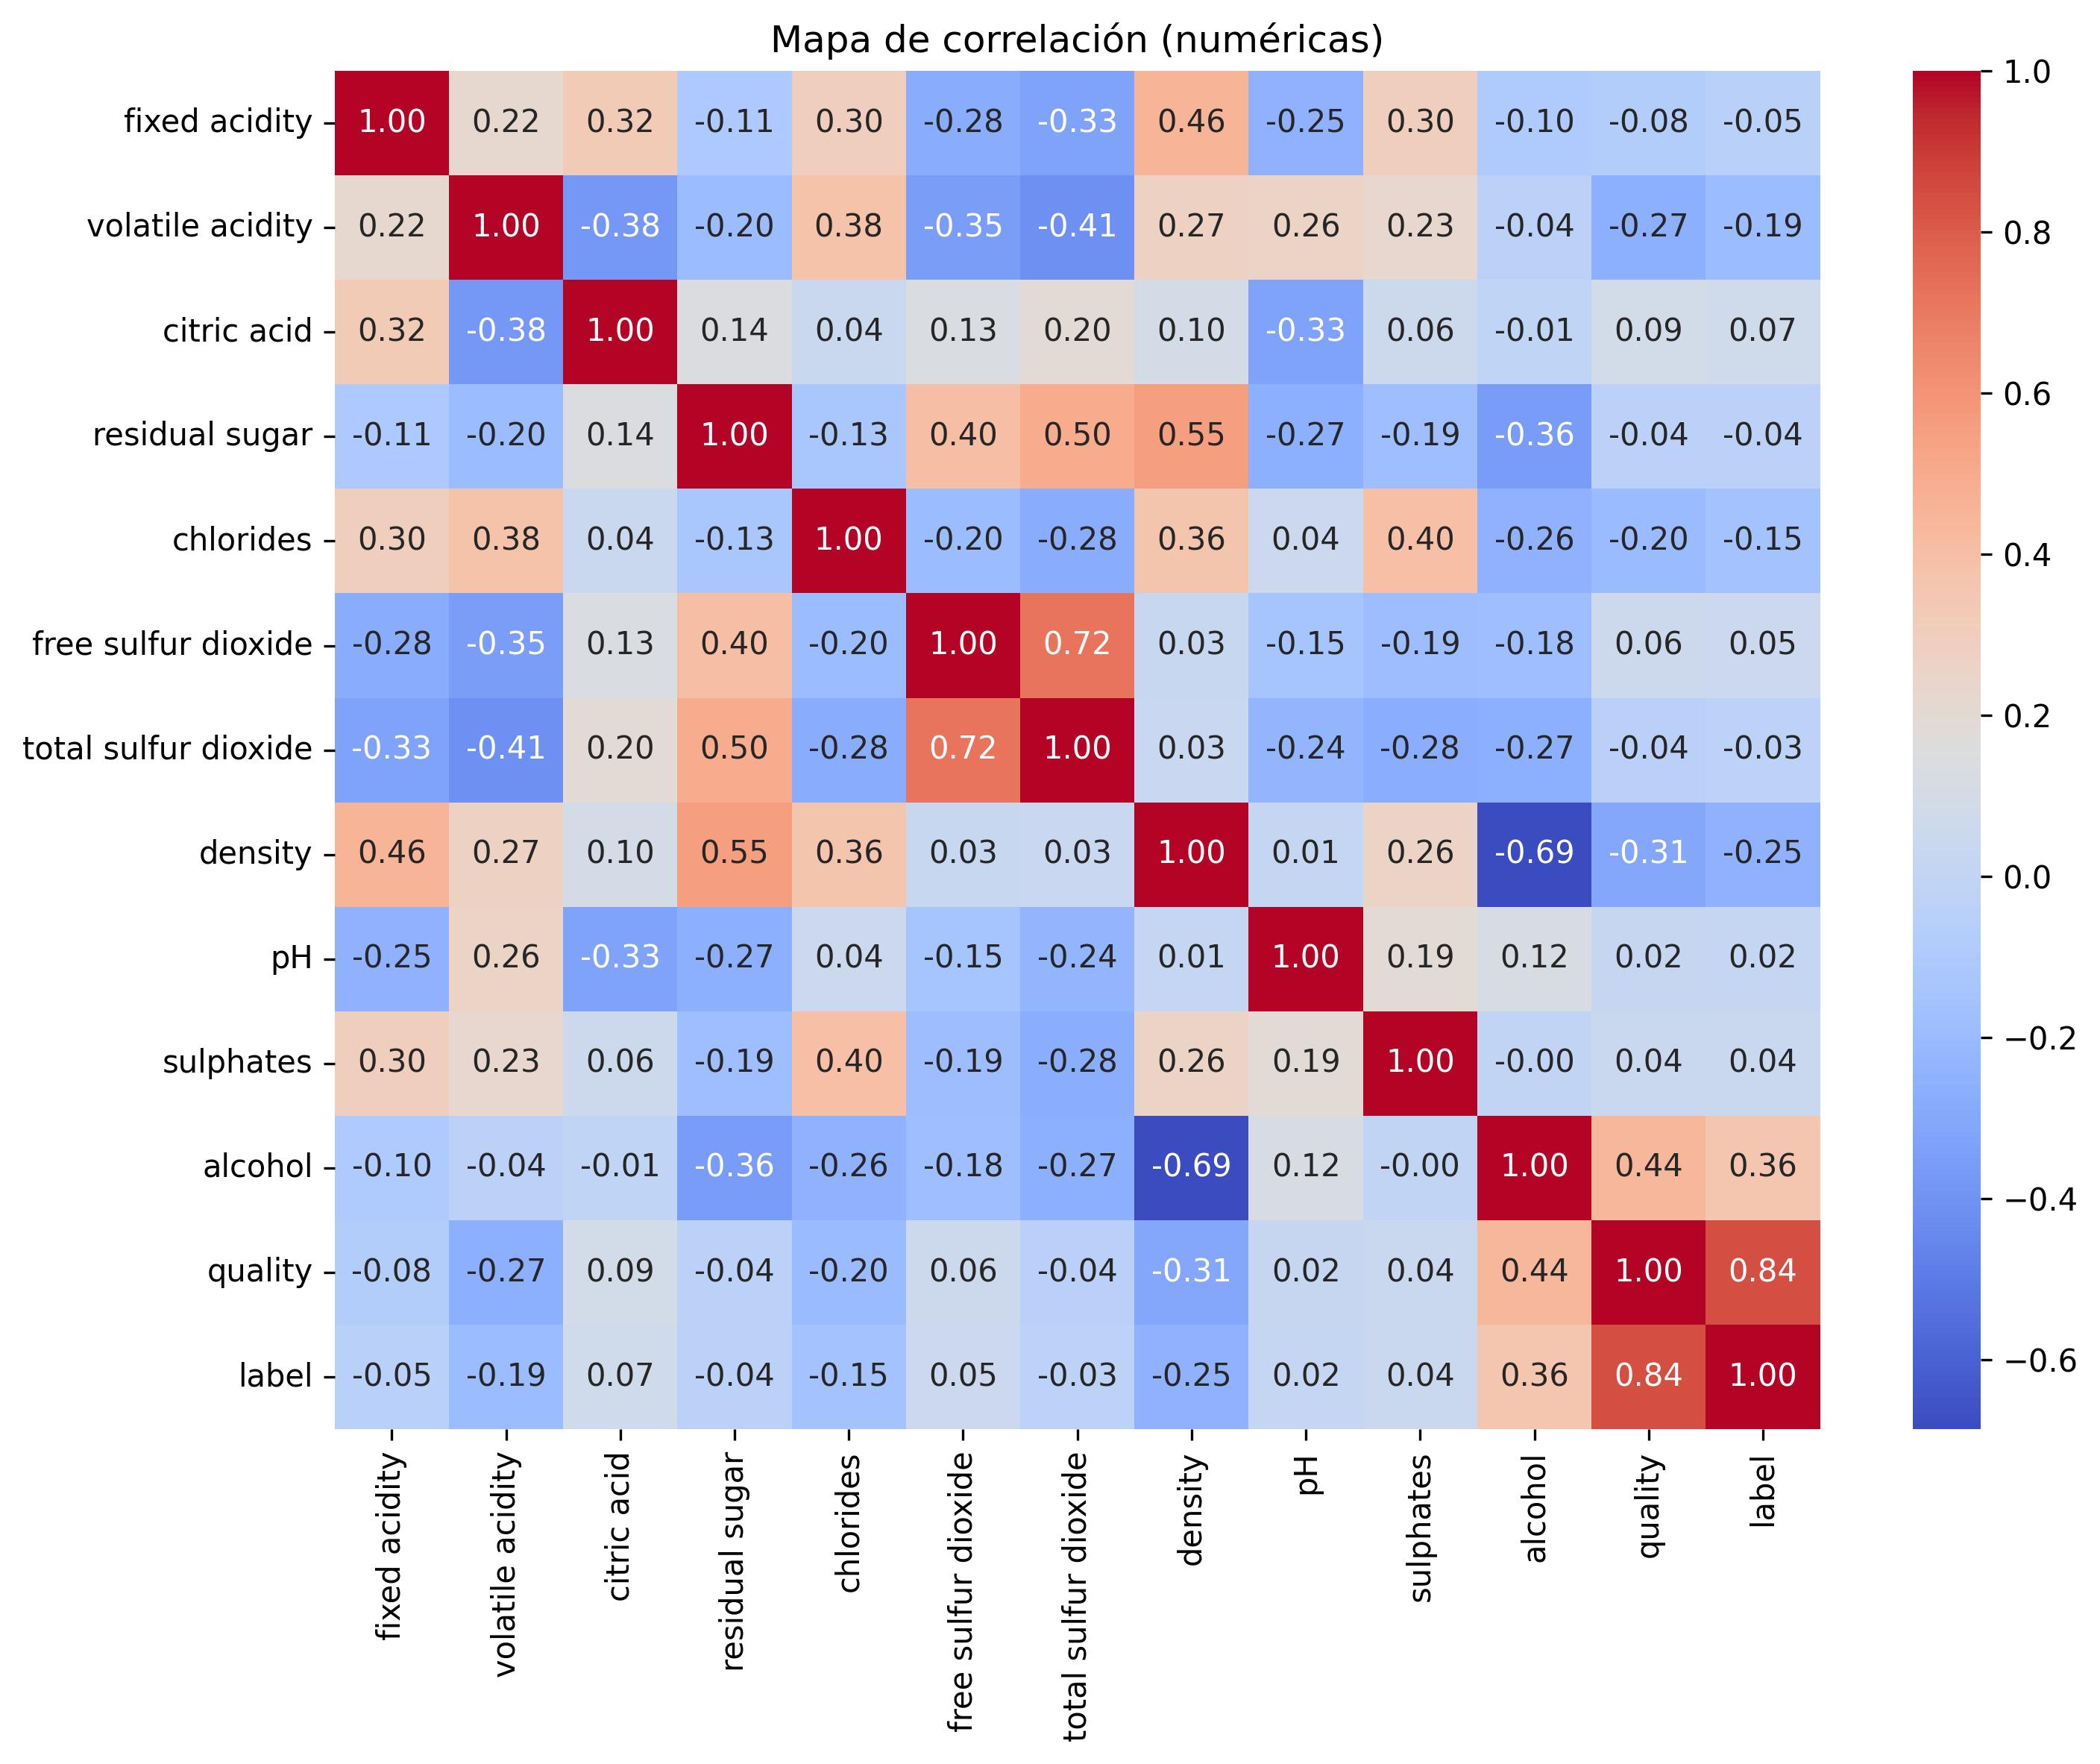 Mapa de correlación (numéricas)
fixed acidity 1.00 0.22 0.32 -0.11 0.30 -0.28 -0.33 0.46 -0.25 0.30 -0.10 -0.08 -0.05
volatile acidity 0.22 1.00 -0.38 -0.20 0.38 -0.35 -0.41 0.27 0.26 0.23 -0.04 -0.27 -0.19
citric acid 0.32 -0.38 1.00 0.14 0.04 0.13 0.20 0.10 -0.33 0.06 -0.01 0.09 0.07
residual sugar -0.11 -0.20 0.14 1.00 -0.13 0.40 0.50 0.55 -0.27 -0.19 -0.36 -0.04 -0.04
chlorides 0.30 0.38 0.04 -0.13 1.00 -0.20 -0.28 0.36 0.04 0.40 -0.26 -0.20 -0.15
free sulfur dioxide -0.28 -0.35 0.13 0.40 -0.20 1.00 0.72 0.03 -0.15 -0.19 -0.18 0.06 0.05
total sulfur dioxide -0.33 -0.41 0.20 0.50 -0.28 0.72 1.00 0.03 -0.24 -0.28 -0.27 -0.04 -0.03
density 0.46 0.27 0.10 0.55 0.36 0.03 0.03 1.00 0.01 0.26 -0.69 -0.31 -0.25
pH -0.25 0.26 -0.33 -0.27 0.04 -0.15 -0.24 0.01 1.00 0.19 0.12 0.02 0.02
sulphates 0.30 0.23 0.06 -0.19 0.40 -0.19 -0.28 0.26 0.19 1.00 -0.00 0.04 0.04
alcohol -0.10 -0.04 -0.01 -0.36 -0.26 -0.18 -0.27 -0.69 0.12 -0.00 1.00 0.44 0.36
quality -0.08 -0.27 0.09 -0.04 -0.20 0.06 -0.04 -0.31 0.02 0.04 0.44 1.00 0.84
label -0.05 -0.19 0.07 -0.04 -0.15 0.05 -0.03 -0.25 0.02 0.04 0.36 0.84 1.00
fixed acidity
volatile acidity
citric acid
residual sugar
chlorides
free sulfur dioxide
total sulfur dioxide
density
pH
sulphates
alcohol
quality
label
1.0
0.8
0.6
0.4
0.2
0.0
−0.2
−0.4
−0.6